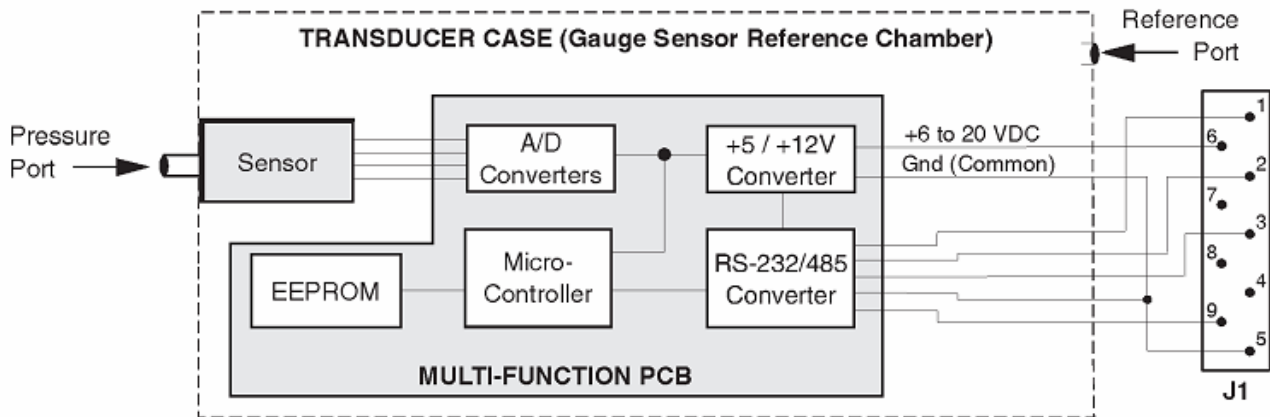 TRANSDUCER CASE (Gauge Sensor Reference Chamber)
Reference
Port
Pressure
Port
Sensor
A/D
Converters
+5 / +12V
Converter
+6 to 20 VDC
Gnd (Common)
EEPROM
Micro-
Controller
RS-232/485
Converter
MULTI-FUNCTION PCB
1
6
2
7
3
8
4
9
5
J1